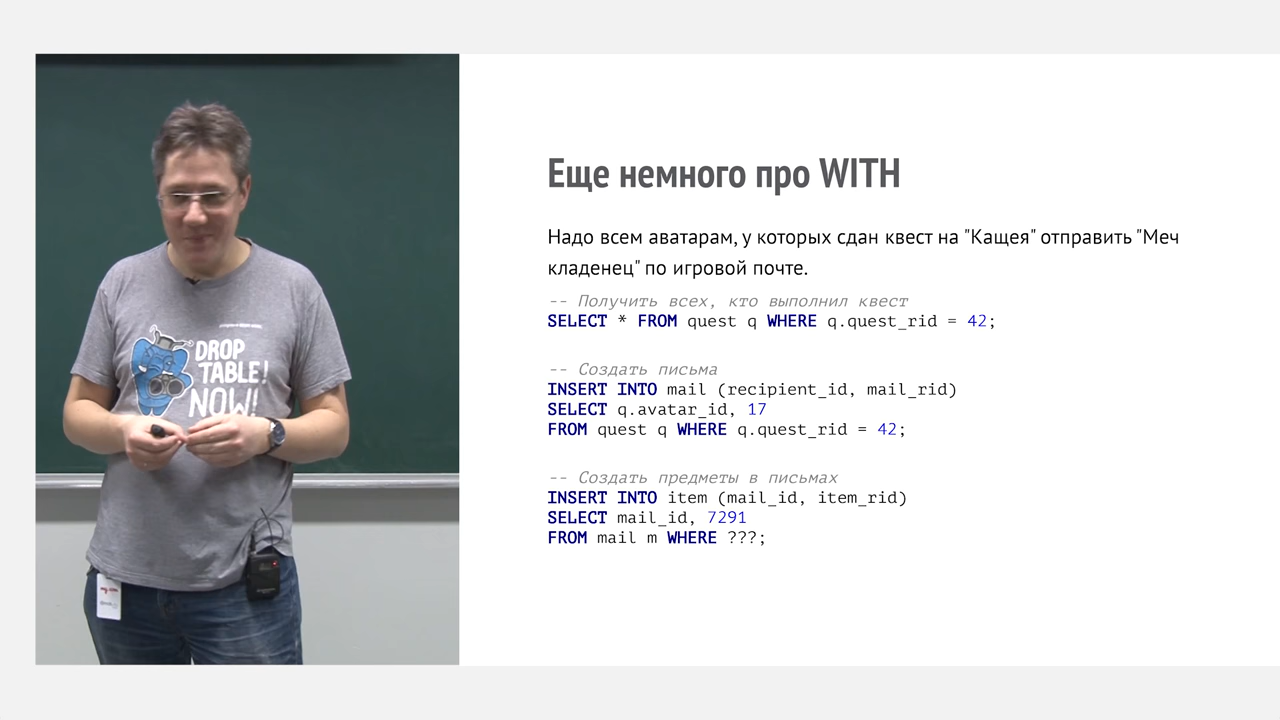 DROP
TABLE!
NOW!
Еще немного про WITH
Надо всем аватарам, у которых сдан квест на "Кащея" отправить "Меч
кладенец" по игровой почте.
-- Получить всех, кто выполнил квест
SELECT * FROM quest q WHERE q.quest_rid = 42;
-- Создать письма
INSERT INTO mail (recipient_id, mail_rid)
SELECT q.avatar_id, 17
FROM quest q WHERE q.quest_rid = 42;
-- Создать предметы в письмах
INSERT INTO item (mail_id, item_rid)
SELECT mail_id, 7291
FROM mail m WHERE ???;